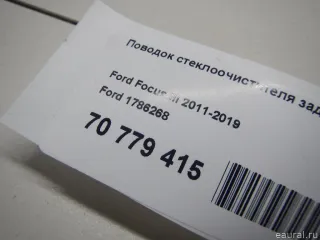 Поводок стеклоочистителя зад
Ford Focus III 2011-2019
Ford 1786268
70 779 415
eaural.ru